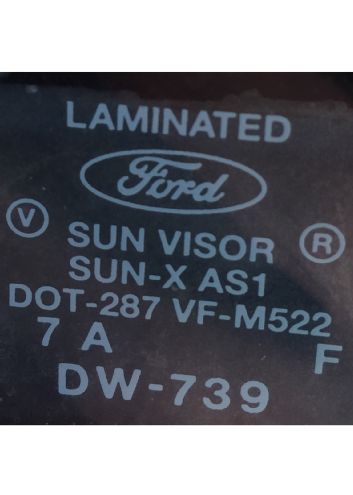 LAMINATED
Ford
V SUN VISOR R
SUN-X AS1
DOT-287 VF-M522
7 A F
DW-739